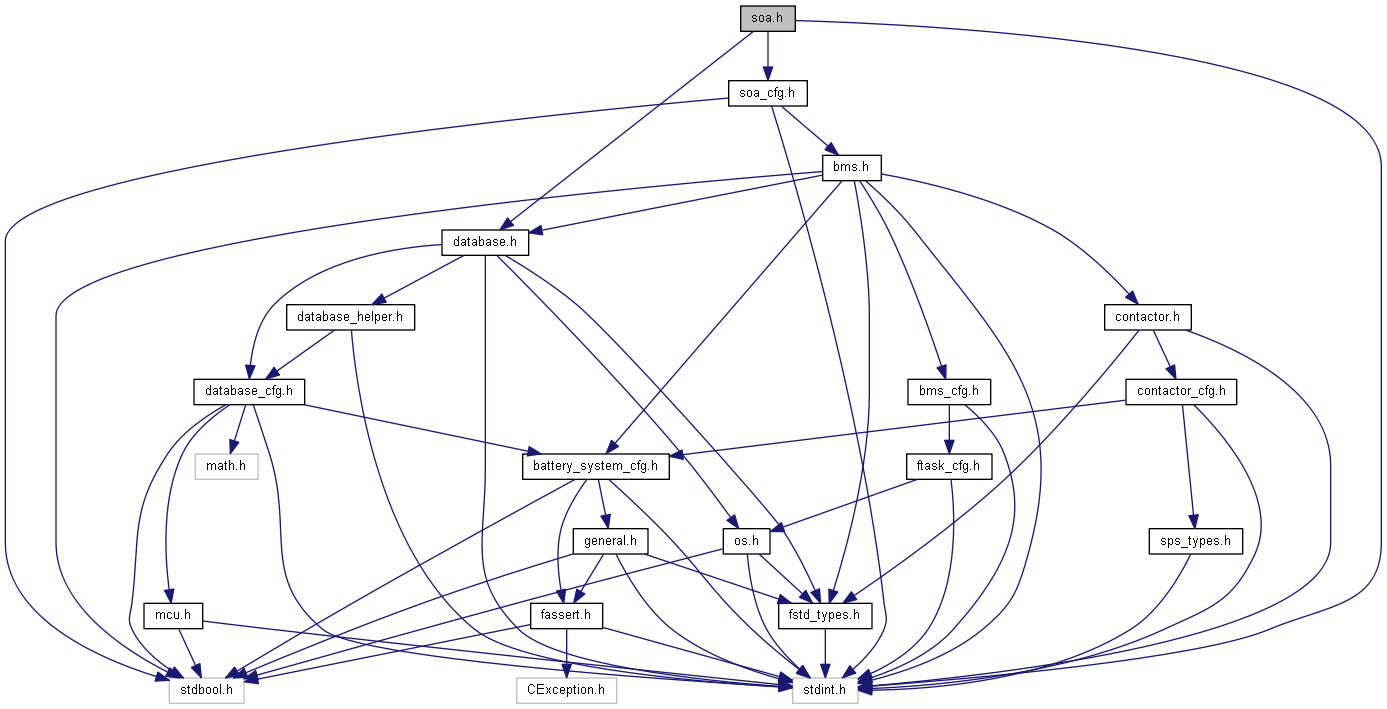 soa.h
soa_cfg.h
bms.h
database.h
database_helper.h
contactor.h
database_cfg.h
bms_cfg.h
contactor_cfg.h
math.h
battery_system_cfg.h
ftask_cfg.h
general.h
os.h
sps_types.h
mcu.h
fassert.h
fstd_types.h
stdbool.h
CException.h
stdint.h